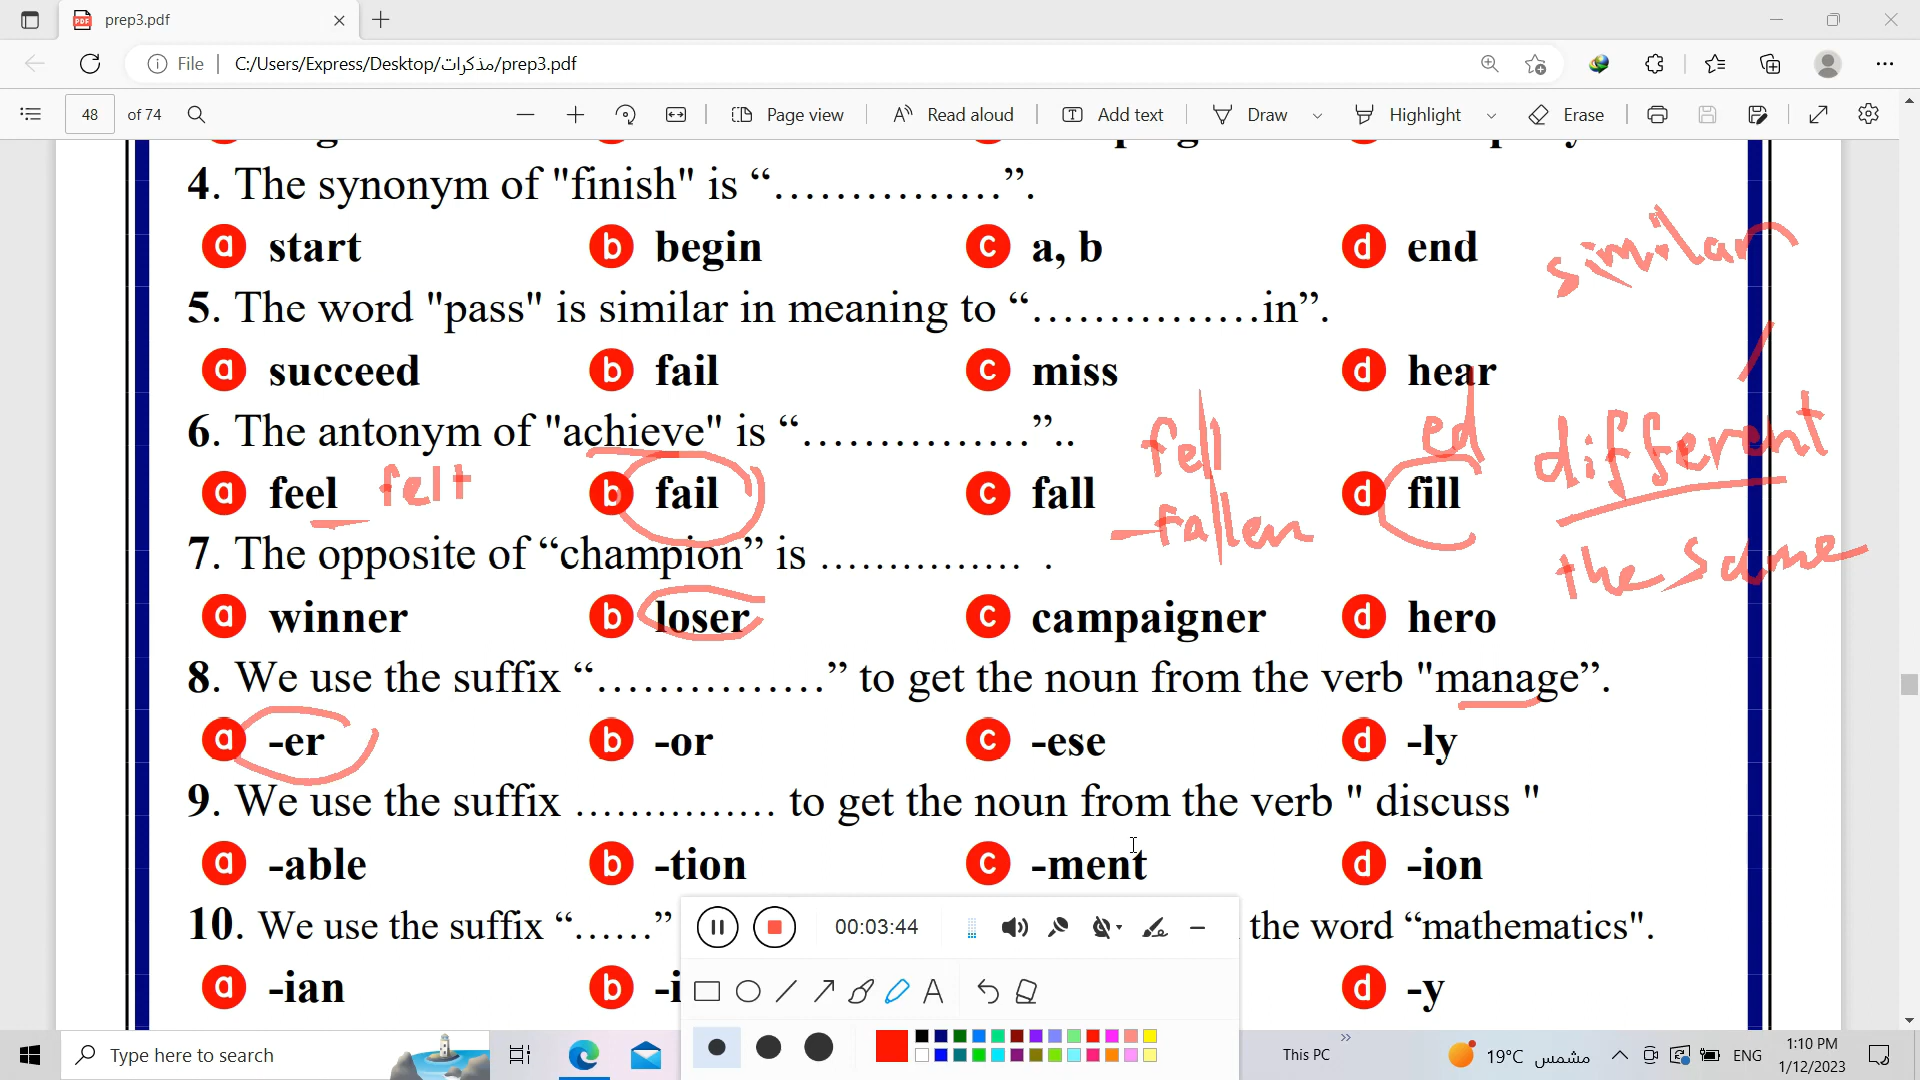 prep3.pdf
File C:/Users/Express/Desktop/مذكرات/prep3.pdf
48 of 74 Page view Read aloud Add text Draw Highlight Erase
4. The synonym of "finish" is “……………”.
a start b begin c a, b d end
similar
5. The word "pass" is similar in meaning to “……………in”.
a succeed b fail c miss d hear
6. The antonym of "achieve" is “……………”..
fell ed different
a feel felt b fail c fall d fill
fallen the same
7. The opposite of “champion” is …………… .
a winner b loser c campaigner d hero
8. We use the suffix “……………” to get the noun from the verb "manage”.
a -er b -or c -ese d -ly
9. We use the suffix …………… to get the noun from the verb " discuss "
a -able b -tion c -ment d -ion
10. We use the suffix “……” the word “mathematics".
a -ian b -i d -y
00:03:44
A
Type here to search This PC 19°C مشمس ENG 1:10 PM
1/12/2023